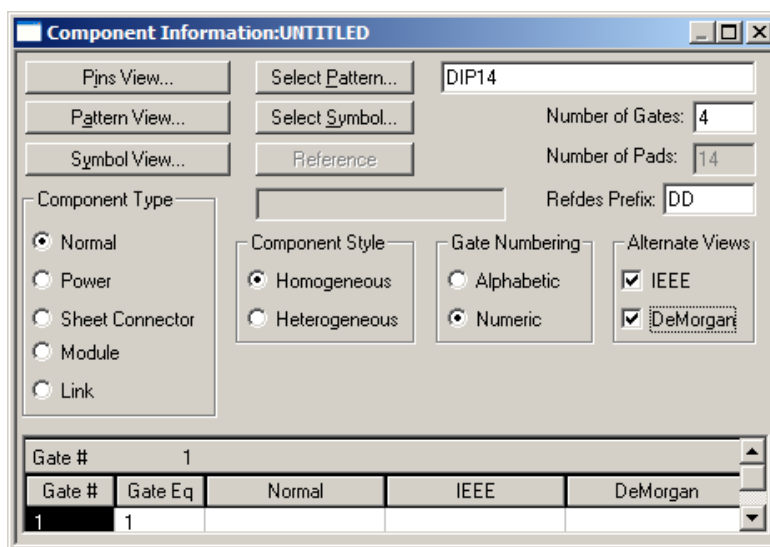 Component Information:UNTITLED
Pins View... Select Pattern... DIP14
Pattern View... Select Symbol... Number of Gates: 4
Symbol View... Reference Number of Pads: 14
Component Type Refdes Prefix: DD
Normal Component Style Gate Numbering Alternate Views
Power Homogeneous Alphabetic IEEE
Sheet Connector Heterogeneous Numeric DeMorgan
Module
Link
Gate # 1
Gate # Gate Eq Normal IEEE DeMorgan
1 1